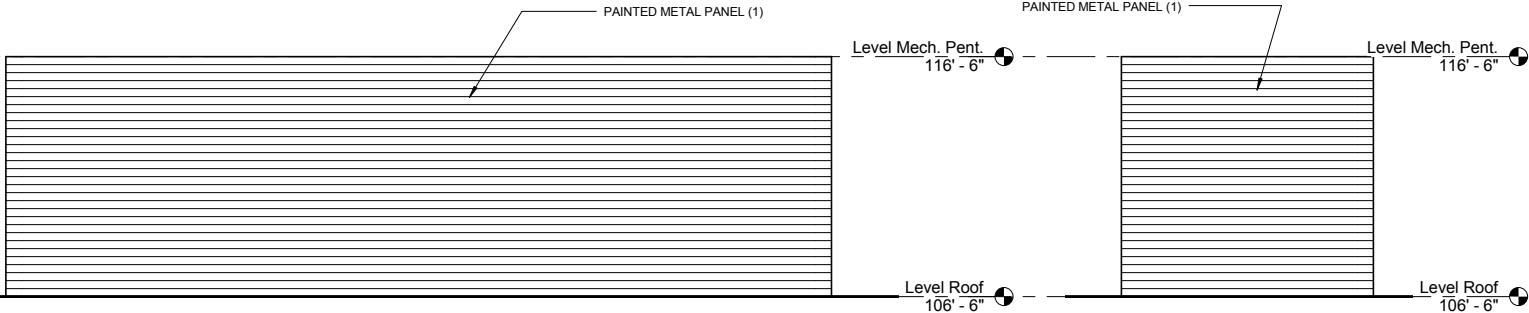 PAINTED METAL PANEL (1)
PAINTED METAL PANEL (1)
Level Mech. Pent.
116' - 6"
Level Mech. Pent.
116' - 6"
Level Roof
106' - 6"
Level Roof
106' - 6"